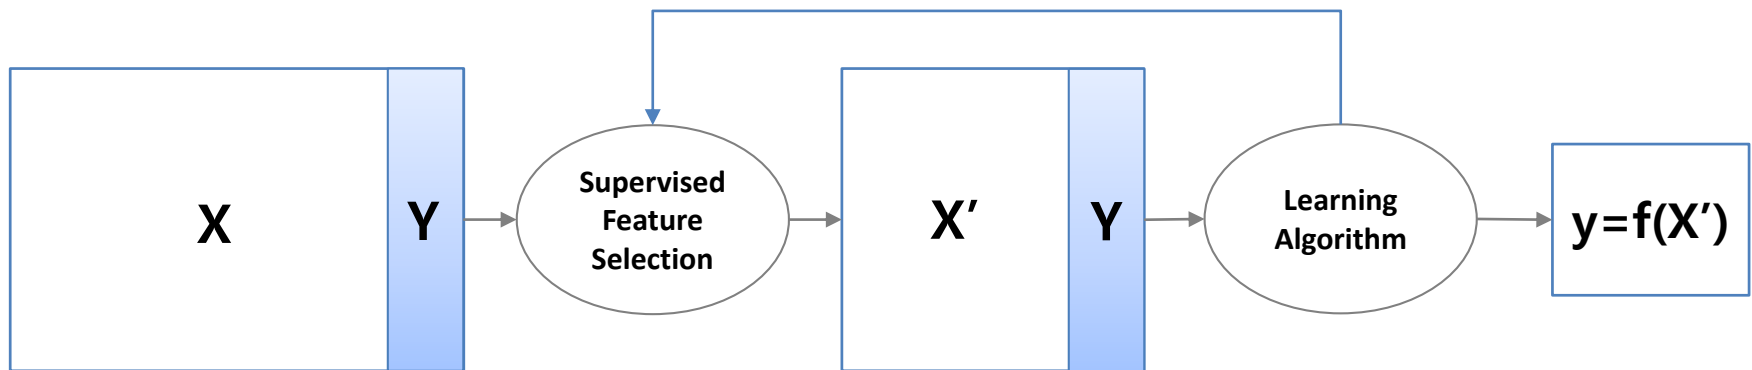 X
Y
Supervised
Feature
Selection
X′
Y
Learning
Algorithm
y=f(X′)